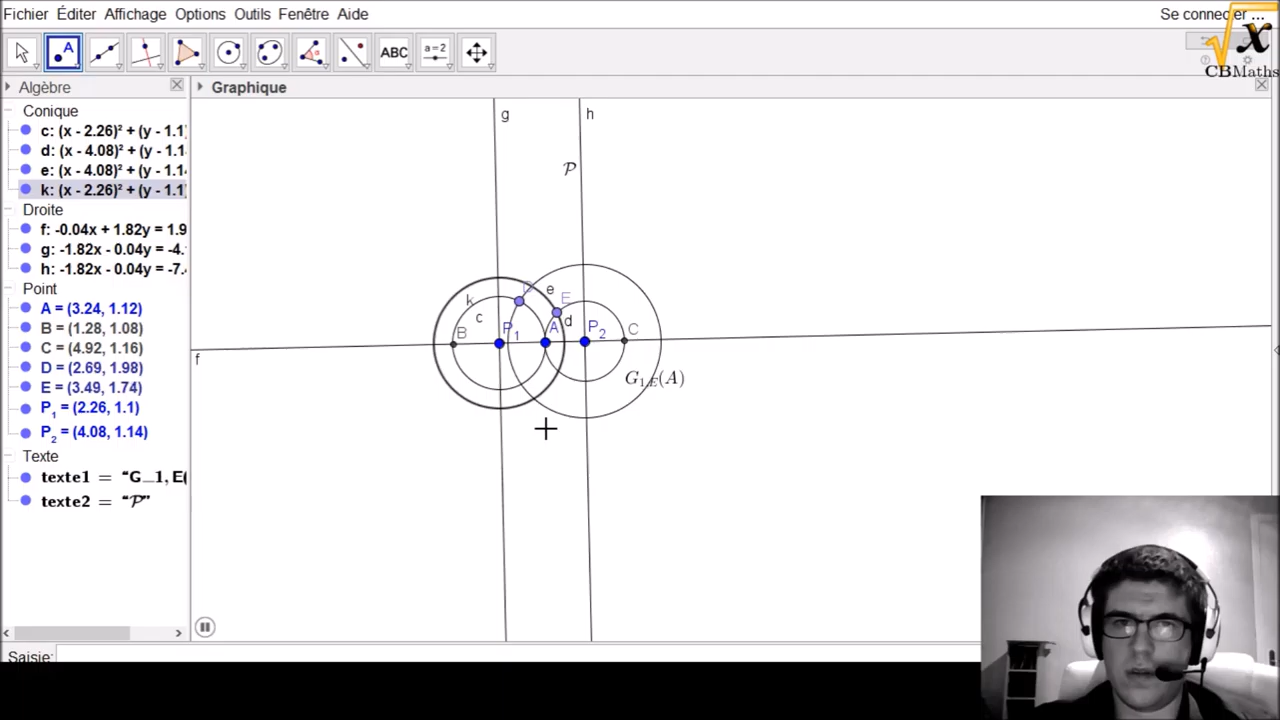 Fichier Éditer Affichage Options Outils Fenêtre Aide
Se connecter ...
A
ABC
a=2
x
CBMaths
Algèbre
Graphique
Conique
c: (x - 2.26)² + (y - 1.1
d: (x - 4.08)² + (y - 1.1
e: (x - 4.08)² + (y - 1.14
k: (x - 2.26)² + (y - 1.1
Droite
f: -0.04x + 1.82y = 1.9
g: -1.82x - 0.04y = -4.
h: -1.82x - 0.04y = -7.
Point
A = (3.24, 1.12)
B = (1.28, 1.08)
C = (4.92, 1.16)
D = (2.69, 1.98)
E = (3.49, 1.74)
P₁ = (2.26, 1.1)
P₂ = (4.08, 1.14)
Texte
texte1 = “G_1,E(
texte2 = “𝒫”
g
h
𝒫
k
c
D
e
E
d
B
P₁
A
P₂
C
f
G₁,E(A)
Saisie: